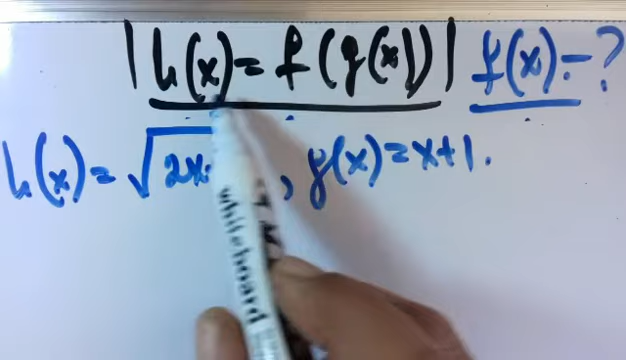 | h(x) = f(g(x)) | f(x) - ?
h(x) = √2x , g(x) = x+1.
whiteboard